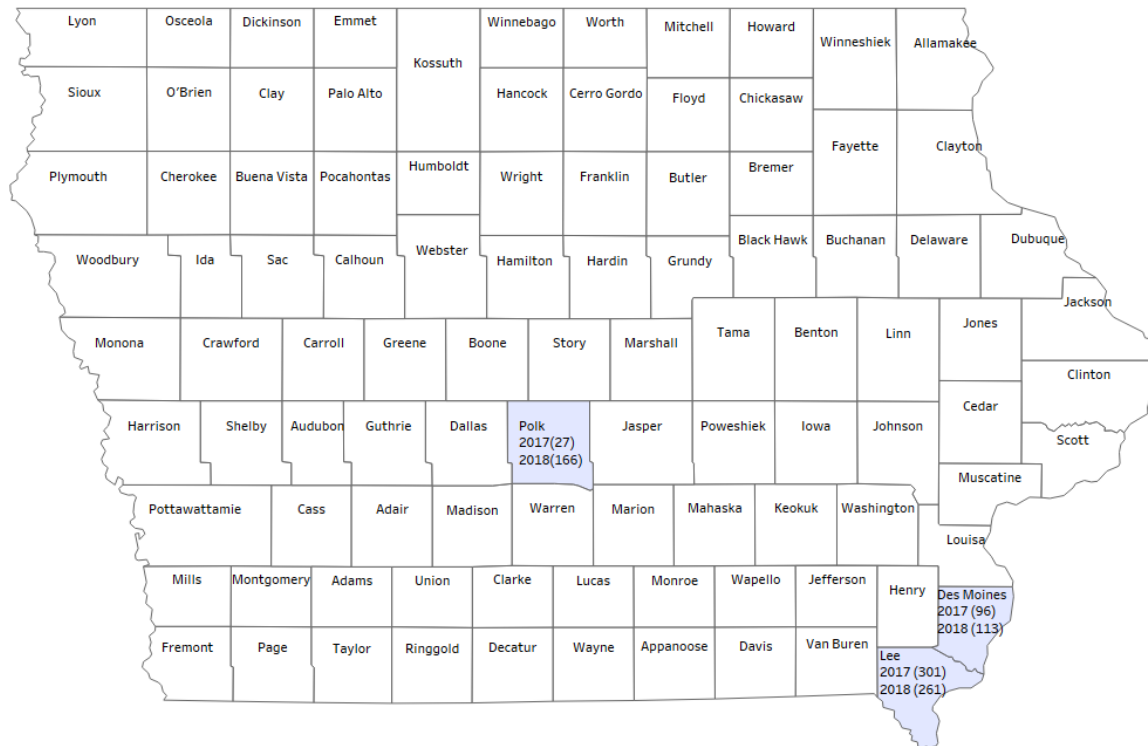 Lyon
Osceola
Dickinson
Emmet
Kossuth
Winnebago
Worth
Mitchell
Howard
Winneshiek
Allamakee
Sioux
O'Brien
Clay
Palo Alto
Hancock
Cerro Gordo
Floyd
Chickasaw
Fayette
Clayton
Plymouth
Cherokee
Buena Vista
Pocahontas
Humboldt
Wright
Franklin
Butler
Bremer
Woodbury
Ida
Sac
Calhoun
Webster
Hamilton
Hardin
Grundy
Black Hawk
Buchanan
Delaware
Dubuque
Jackson
Monona
Crawford
Carroll
Greene
Boone
Story
Marshall
Tama
Benton
Linn
Jones
Clinton
Cedar
Harrison
Shelby
Audubon
Guthrie
Dallas
Polk
2017(27)
2018(166)
Jasper
Poweshiek
Iowa
Johnson
Scott
Muscatine
Pottawattamie
Cass
Adair
Madison
Warren
Marion
Mahaska
Keokuk
Washington
Louisa
Mills
Montgomery
Adams
Union
Clarke
Lucas
Monroe
Wapello
Jefferson
Henry
Des Moines
2017 (96)
2018 (113)
Fremont
Page
Taylor
Ringgold
Decatur
Wayne
Appanoose
Davis
Van Buren
Lee
2017 (301)
2018 (261)